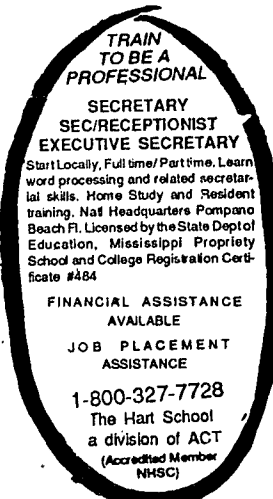 TRAIN
TO BE A
PROFESSIONAL
SECRETARY
SEC/RECEPTIONIST
EXECUTIVE SECRETARY
Start Locally, Full time/Part time. Learn
word processing and related secretar-
ial skills. Home Study and Resident
training. Natl Headquarters Pompano
Beach Fl. Licensed by the State Dept of
Education, Mississippi Propriety
School and College Registration Certi-
ficate #484
FINANCIAL ASSISTANCE
AVAILABLE
JOB PLACEMENT
ASSISTANCE
1-800-327-7728
The Hart School
a division of ACT
(Accredited Member
NHSC)